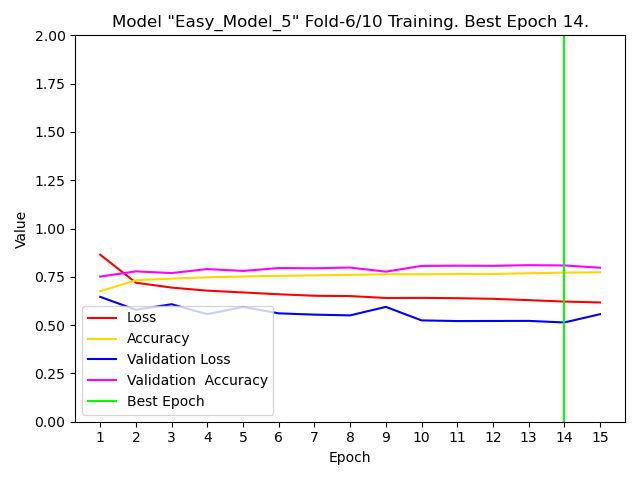 Model "Easy_Model_5" Fold-6/10 Training. Best Epoch 14.
2.00
1.75
1.50
1.25
1.00
0.75
0.50
0.25
0.00
Value
Loss
Accuracy
Validation Loss
Validation  Accuracy
Best Epoch
1 2 3 4 5 6 7 8 9 10 11 12 13 14 15
Epoch